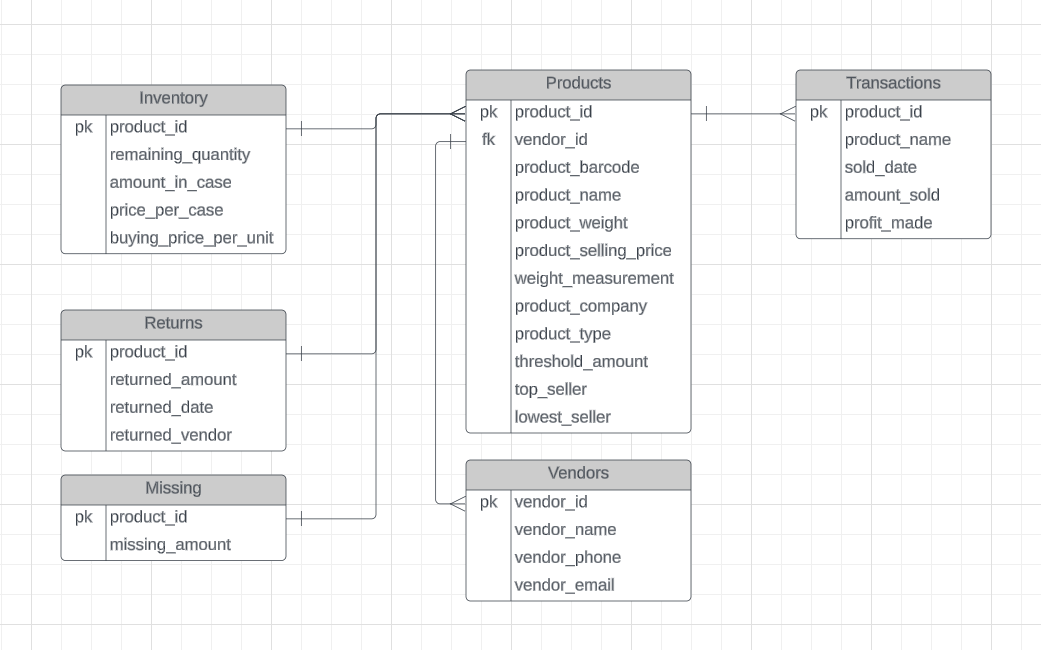 Inventory
pk product_id
remaining_quantity
amount_in_case
price_per_case
buying_price_per_unit
Returns
pk product_id
returned_amount
returned_date
returned_vendor
Missing
pk product_id
missing_amount
Products
pk product_id
fk vendor_id
product_barcode
product_name
product_weight
product_selling_price
weight_measurement
product_company
product_type
threshold_amount
top_seller
lowest_seller
Vendors
pk vendor_id
vendor_name
vendor_phone
vendor_email
Transactions
pk product_id
product_name
sold_date
amount_sold
profit_made